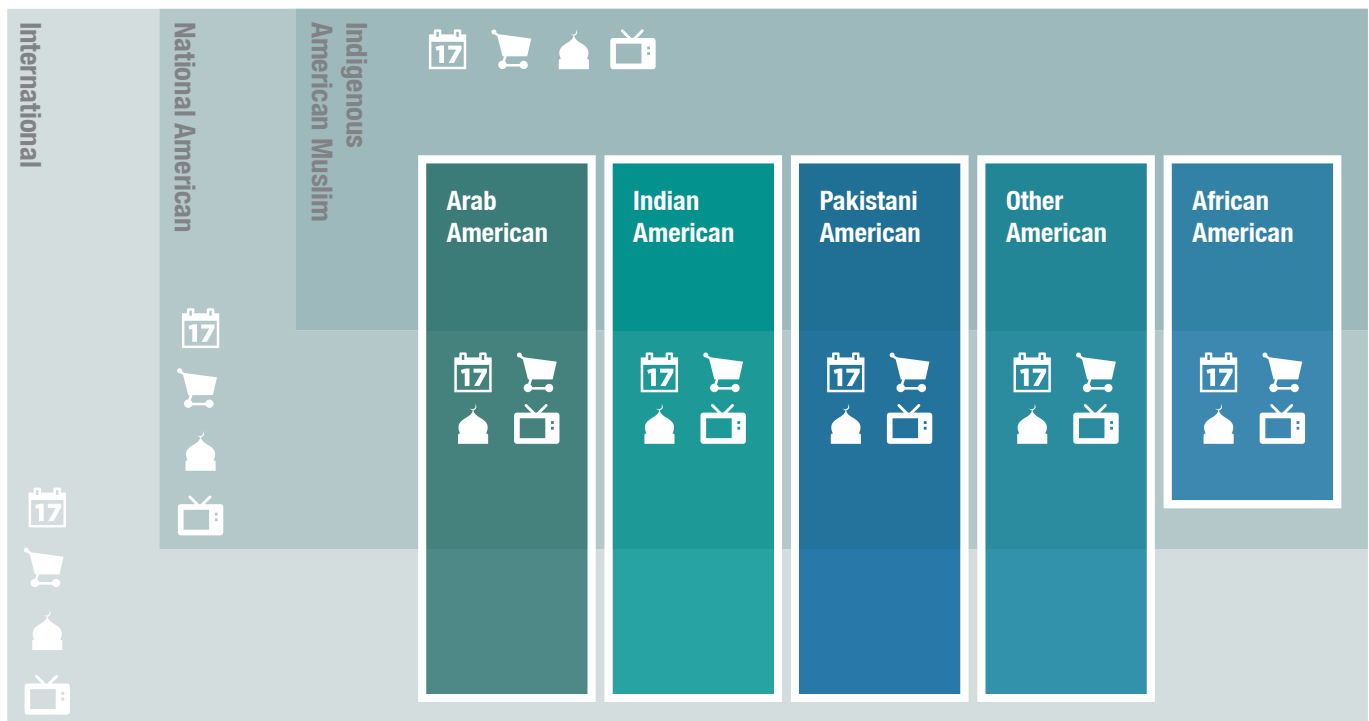 International
National American
Indigenous
American Muslim
17
17
17
Arab
American
17
Indian
American
17
Pakistani
American
17
Other
American
17
African
American
17